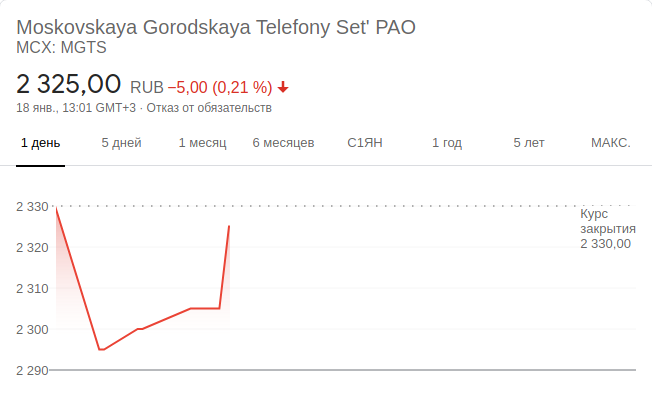 Moskovskaya Gorodskaya Telefony Set' PAO
MCX: MGTS
2 325,00 RUB −5,00 (0,21 %)
18 янв., 13:01 GMT+3 · Отказ от обязательств
1 день 5 дней 1 месяц 6 месяцев С1ЯН 1 год 5 лет МАКС.
2 330
Курс
закрытия
2 330,00
2 320
2 310
2 300
2 290